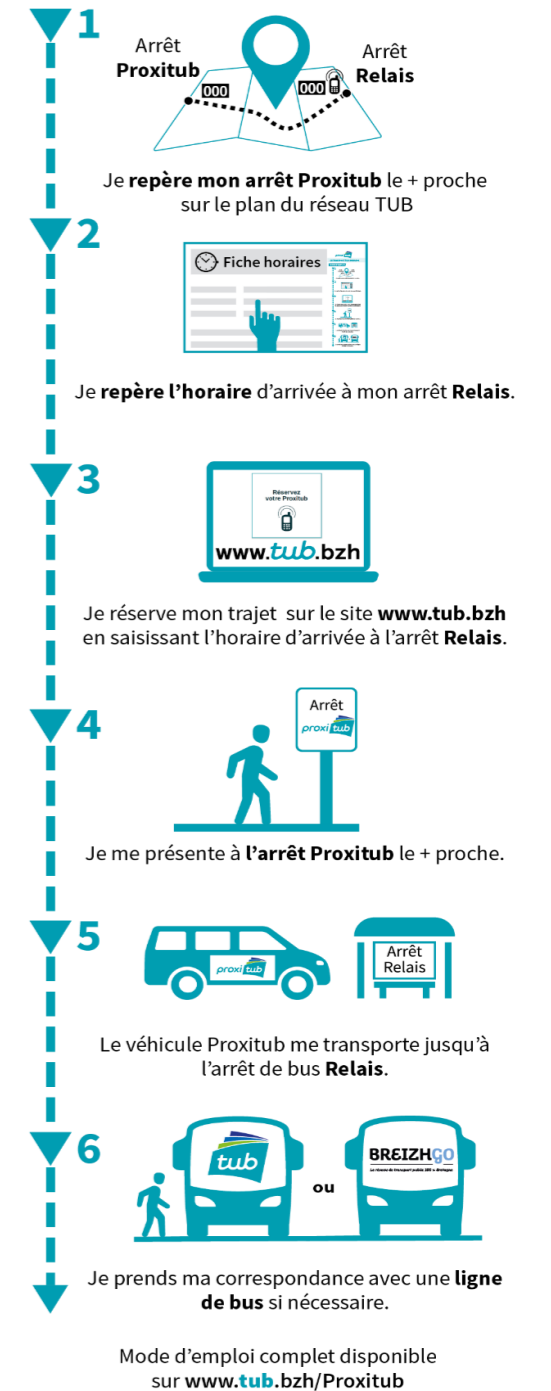 1
Arrêt
Proxitub
Arrêt
Relais
000
000
Je repère mon arrêt Proxitub le + proche
sur le plan du réseau TUB
2
Fiche horaires
Je repère l’horaire d’arrivée à mon arrêt Relais.
3
Réservez
votre Proxitub
www.tub.bzh
Je réserve mon trajet sur le site www.tub.bzh
en saisissant l’horaire d’arrivée à l’arrêt Relais.
4
Arrêt
proxitub
Je me présente à l’arrêt Proxitub le + proche.
5
proxitub
Arrêt
Relais
Le véhicule Proxitub me transporte jusqu’à
l’arrêt de bus Relais.
6
tub
ou
BREIZHGO
Je prends ma correspondance avec une ligne
de bus si nécessaire.
Mode d’emploi complet disponible
sur www.tub.bzh/Proxitub